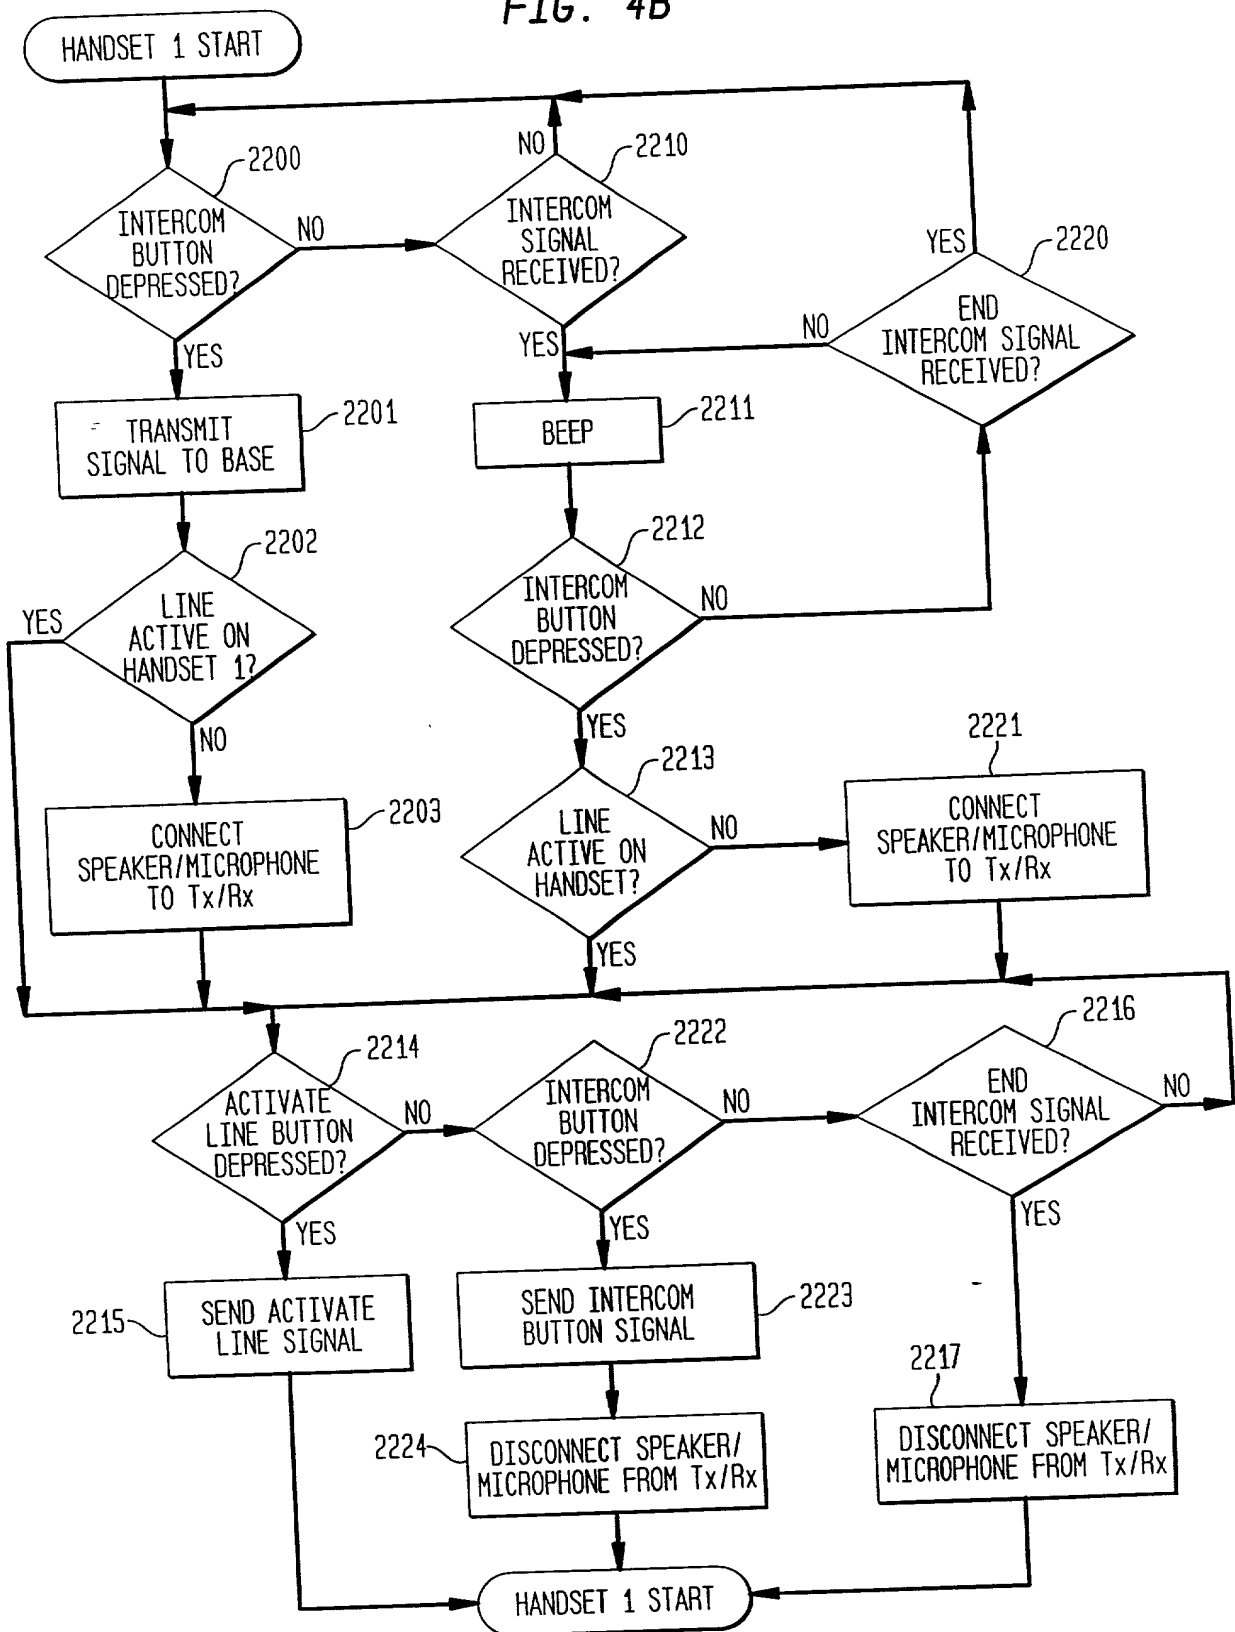 FIG. 4B
HANDSET 1 START
2200
INTERCOM
BUTTON
DEPRESSED?
NO
YES
NO
2210
INTERCOM
SIGNAL
RECEIVED?
YES
YES
2220
END
INTERCOM SIGNAL
RECEIVED?
NO
2201
TRANSMIT
SIGNAL TO BASE
2211
BEEP
2202
LINE
ACTIVE ON
HANDSET 1?
YES
NO
2212
INTERCOM
BUTTON
DEPRESSED?
NO
YES
2203
CONNECT
SPEAKER/MICROPHONE
TO Tx/Rx
2213
LINE
ACTIVE ON
HANDSET?
NO
YES
2221
CONNECT
SPEAKER/MICROPHONE
TO Tx/Rx
2214
ACTIVATE
LINE BUTTON
DEPRESSED?
NO
YES
2222
INTERCOM
BUTTON
DEPRESSED?
NO
YES
2216
END
INTERCOM SIGNAL
RECEIVED?
NO
YES
2215
SEND ACTIVATE
LINE SIGNAL
2223
SEND INTERCOM
BUTTON SIGNAL
2224
DISCONNECT SPEAKER/
MICROPHONE FROM Tx/Rx
2217
DISCONNECT SPEAKER/
MICROPHONE FROM Tx/Rx
HANDSET 1 START